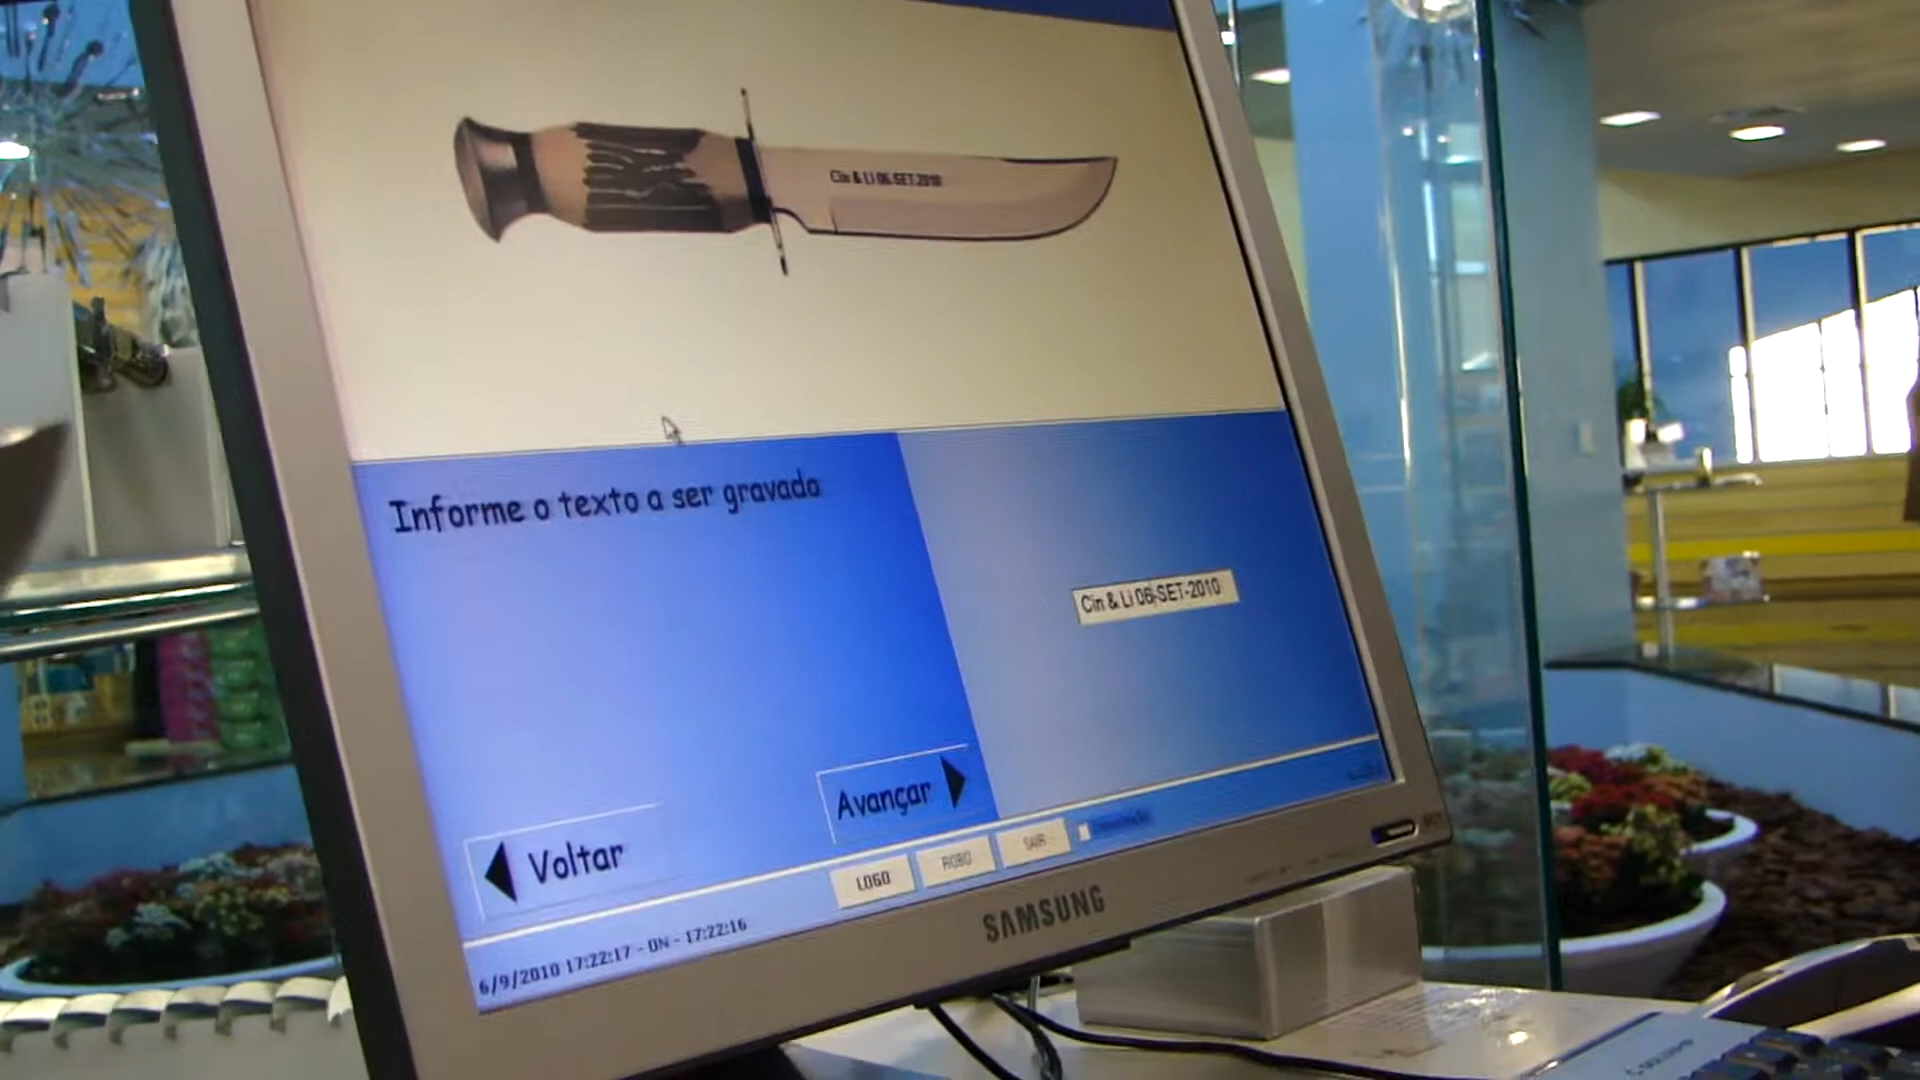 Cin & Li 06-SET-2010
Informe o texto a ser gravado
Cin & Li 06-SET-2010
Avançar
Voltar
LOGO
ROBO
SAIR
6/9/2010 17:22:17 - ON - 17:22:16
SAMSUNG